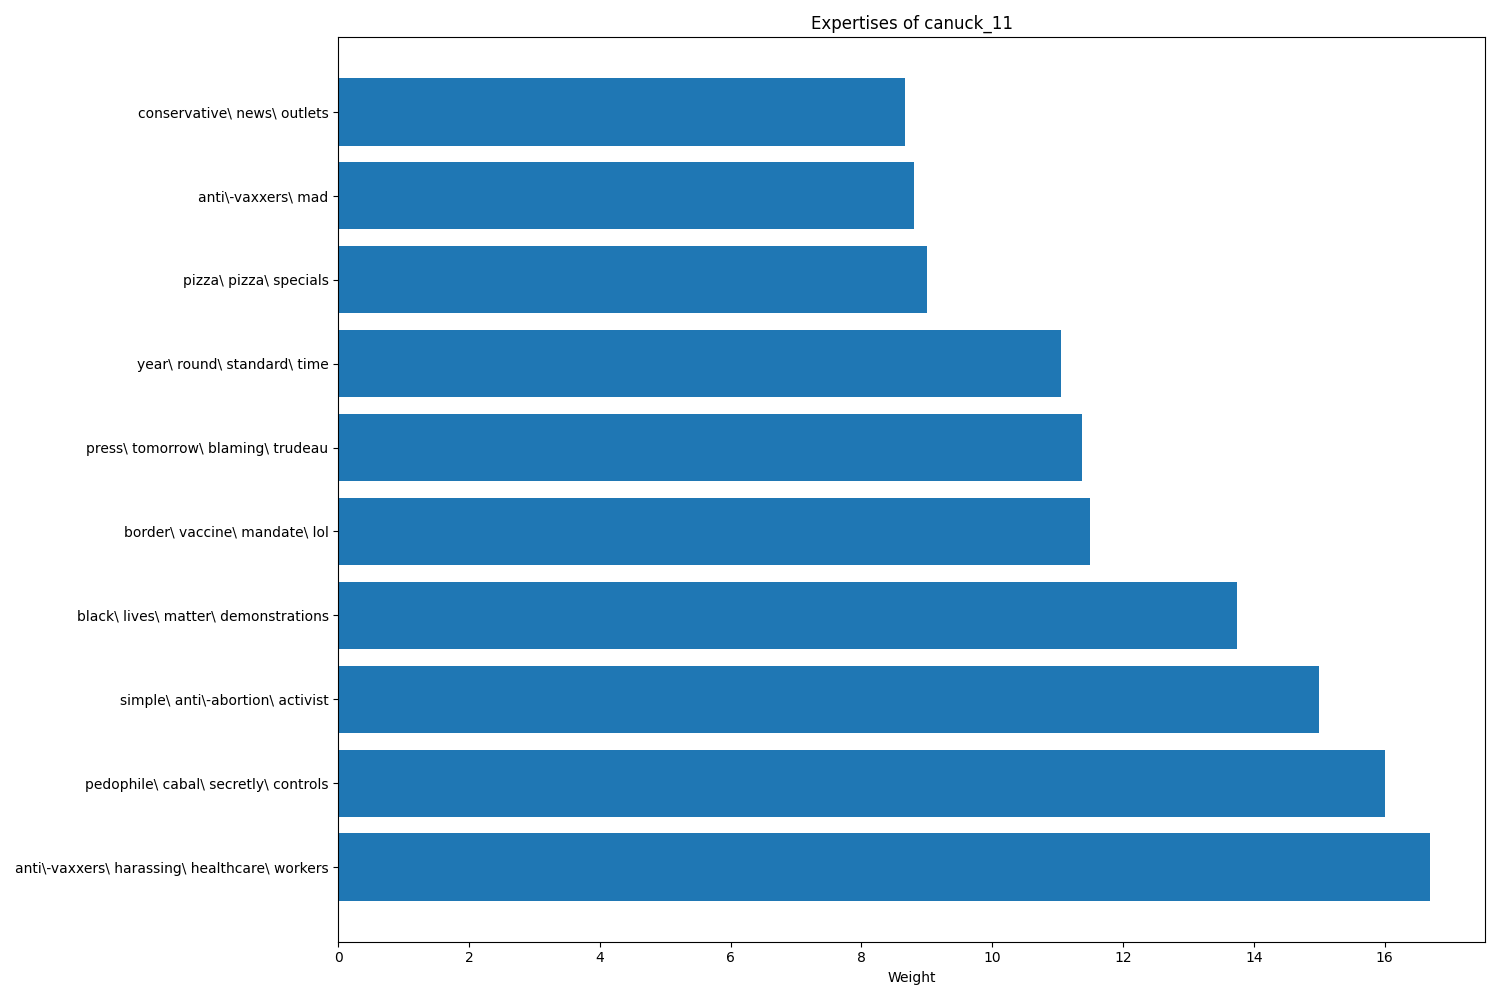 Expertises of canuck_11
conservative\ news\ outlets
anti\-vaxxers\ mad
pizza\ pizza\ specials
year\ round\ standard\ time
press\ tomorrow\ blaming\ trudeau
border\ vaccine\ mandate\ lol
black\ lives\ matter\ demonstrations
simple\ anti\-abortion\ activist
pedophile\ cabal\ secretly\ controls
anti\-vaxxers\ harassing\ healthcare\ workers
0 2 4 6 8 10 12 14 16
Weight